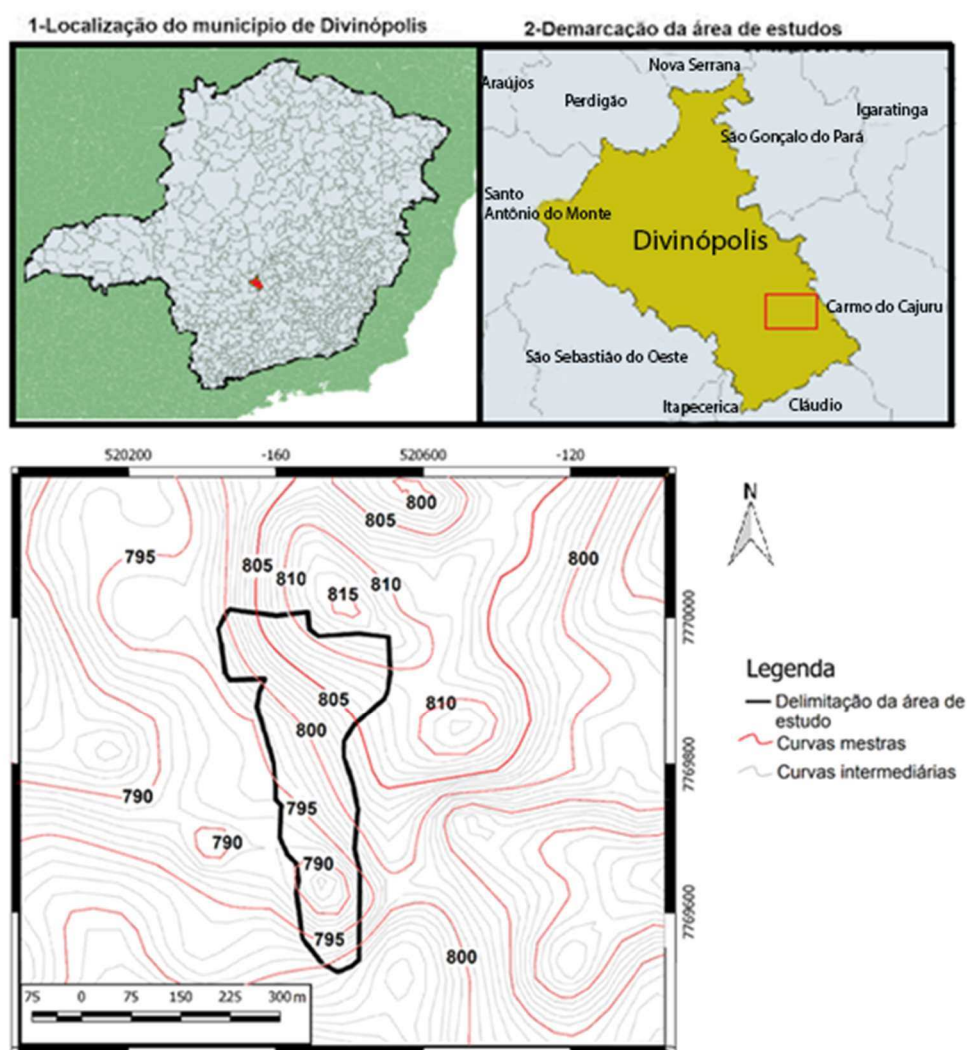 1-Localização do município de Divinópolis
2-Demarcação da área de estudos
Nova Serrana
Araújos
Perdigão
Igaratinga
São Gonçalo do Pará
Santo
Antônio do Monte
Divinópolis
Carmo do Cajuru
São Sebastião do Oeste
Itapecerica
Cláudio
520200
-160
520600
-120
800
805
795
805
810
810
800
815
7770000
805
810
800
7769800
790
795
790
790
7769600
795
800
75 0 75 150 225 300 m
N
Legenda
Delimitação da área de
estudo
Curvas mestras
Curvas intermediárias